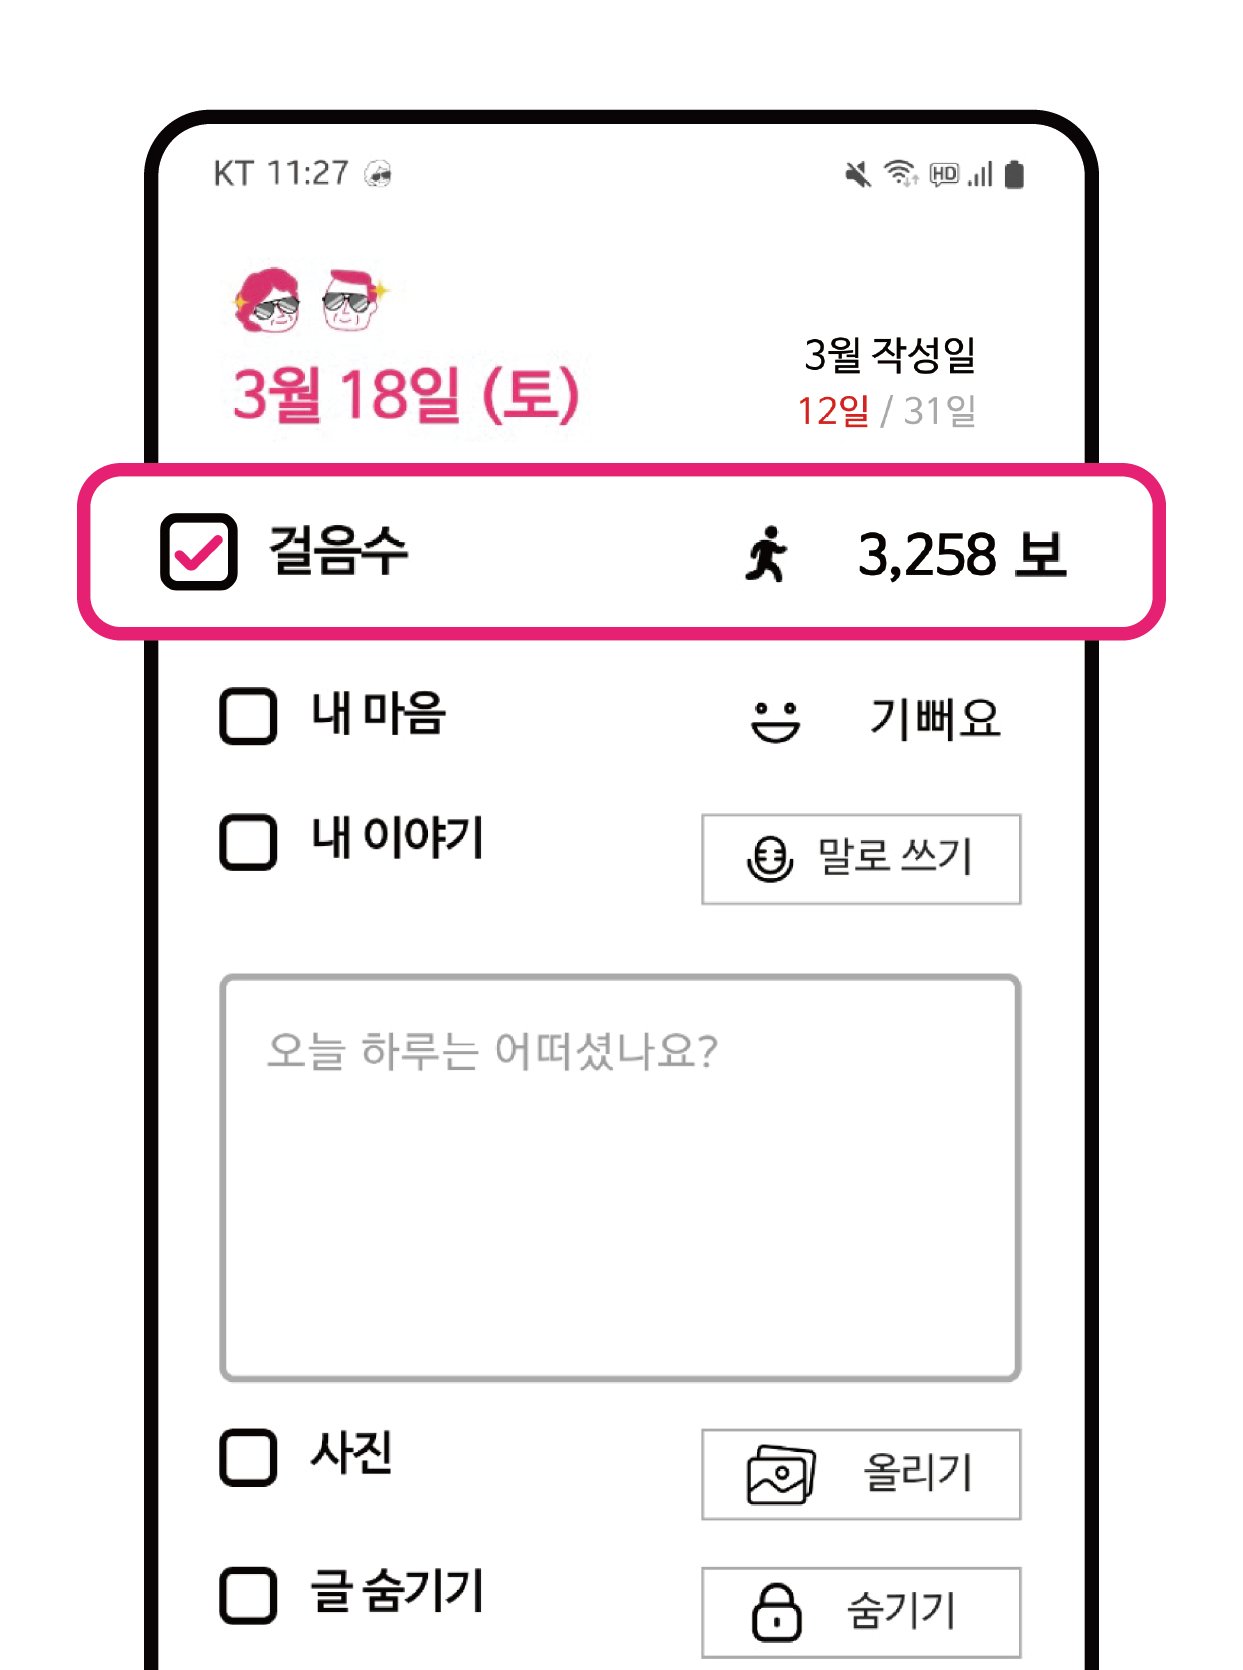 KT 11:27
HD
3월 18일 (토)
3월 작성일
12일 / 31일
걸음수 3,258 보
내 마음 기뻐요
내 이야기 말로 쓰기
오늘 하루는 어떠셨나요?
사진 올리기
글 숨기기 숨기기